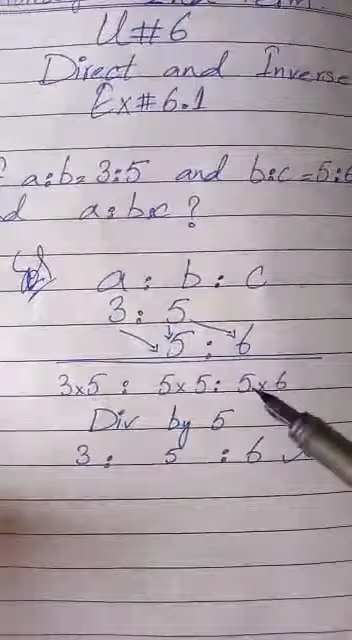 U#6
Direct and Inverse
Ex#6.1
a:b=3:5 and b:c=5:6
a:b:c?
a : b : c
3 : 5
5 : 6
3x5 : 5x5 : 5x6
Div by 5
3 : 5 : 6 ✓